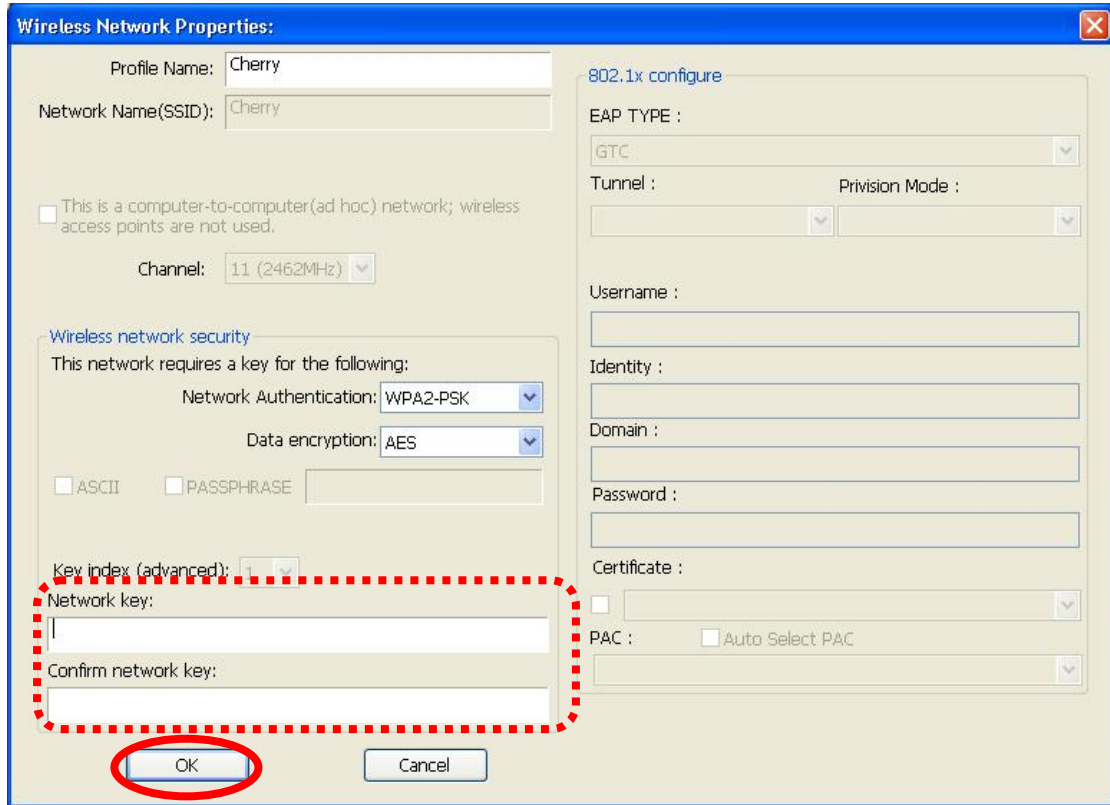 Wireless Network Properties:
Profile Name: Cherry
Network Name(SSID): Cherry
This is a computer-to-computer(ad hoc) network; wireless
access points are not used.
Channel: 11 (2462MHz)
Wireless network security
This network requires a key for the following:
Network Authentication: WPA2-PSK
Data encryption: AES
ASCII PASSPHRASE
Key index (advanced): 1
Network key:
Confirm network key:
OK Cancel
802.1x configure
EAP TYPE :
GTC
Tunnel : Privision Mode :
Username :
Identity :
Domain :
Password :
Certificate :
PAC : Auto Select PAC